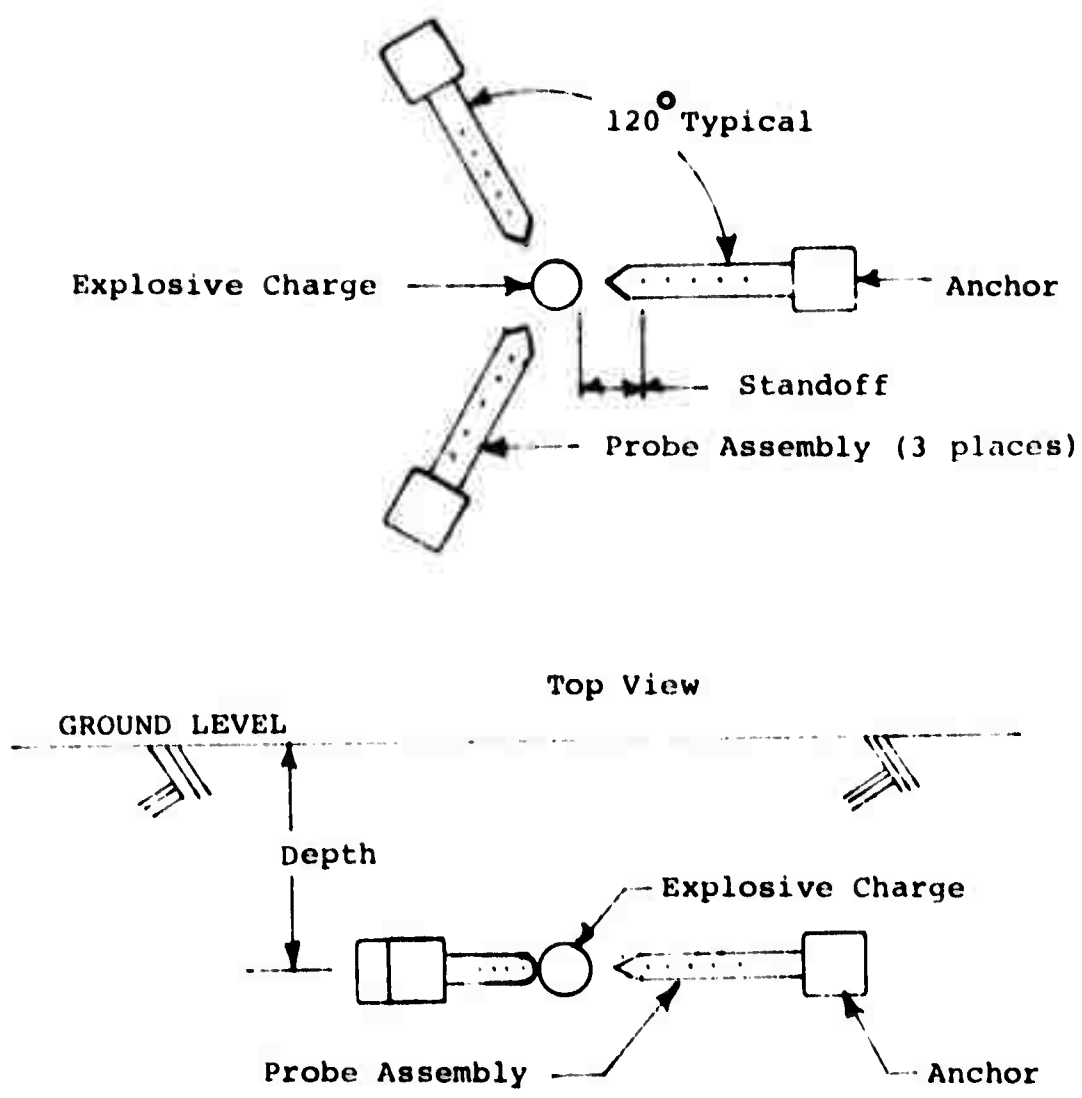 120° Typical
Explosive Charge
Anchor
Standoff
Probe Assembly (3 places)
Top View
GROUND LEVEL
Depth
Explosive Charge
Probe Assembly
Anchor